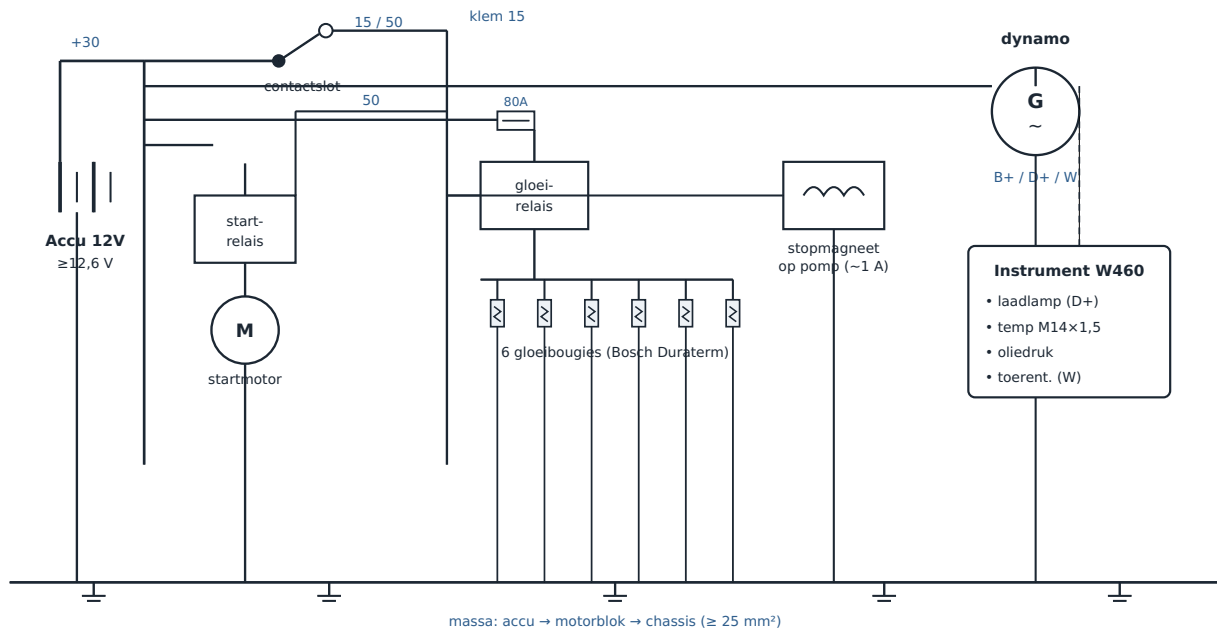 klem 15
15 / 50
+30
dynamo
contactslot
50
80A
G
~
B+ / D+ / W
gloei-
relais
start-
relais
Accu 12V
≥12,6 V
stopmagneet
op pomp (~1 A)
Instrument W460
• laadlamp (D+)
• temp M14×1,5
• oliedruk
• toerent. (W)
M
startmotor
6 gloeibougies (Bosch Duraterm)
massa: accu → motorblok → chassis (≥ 25 mm²)